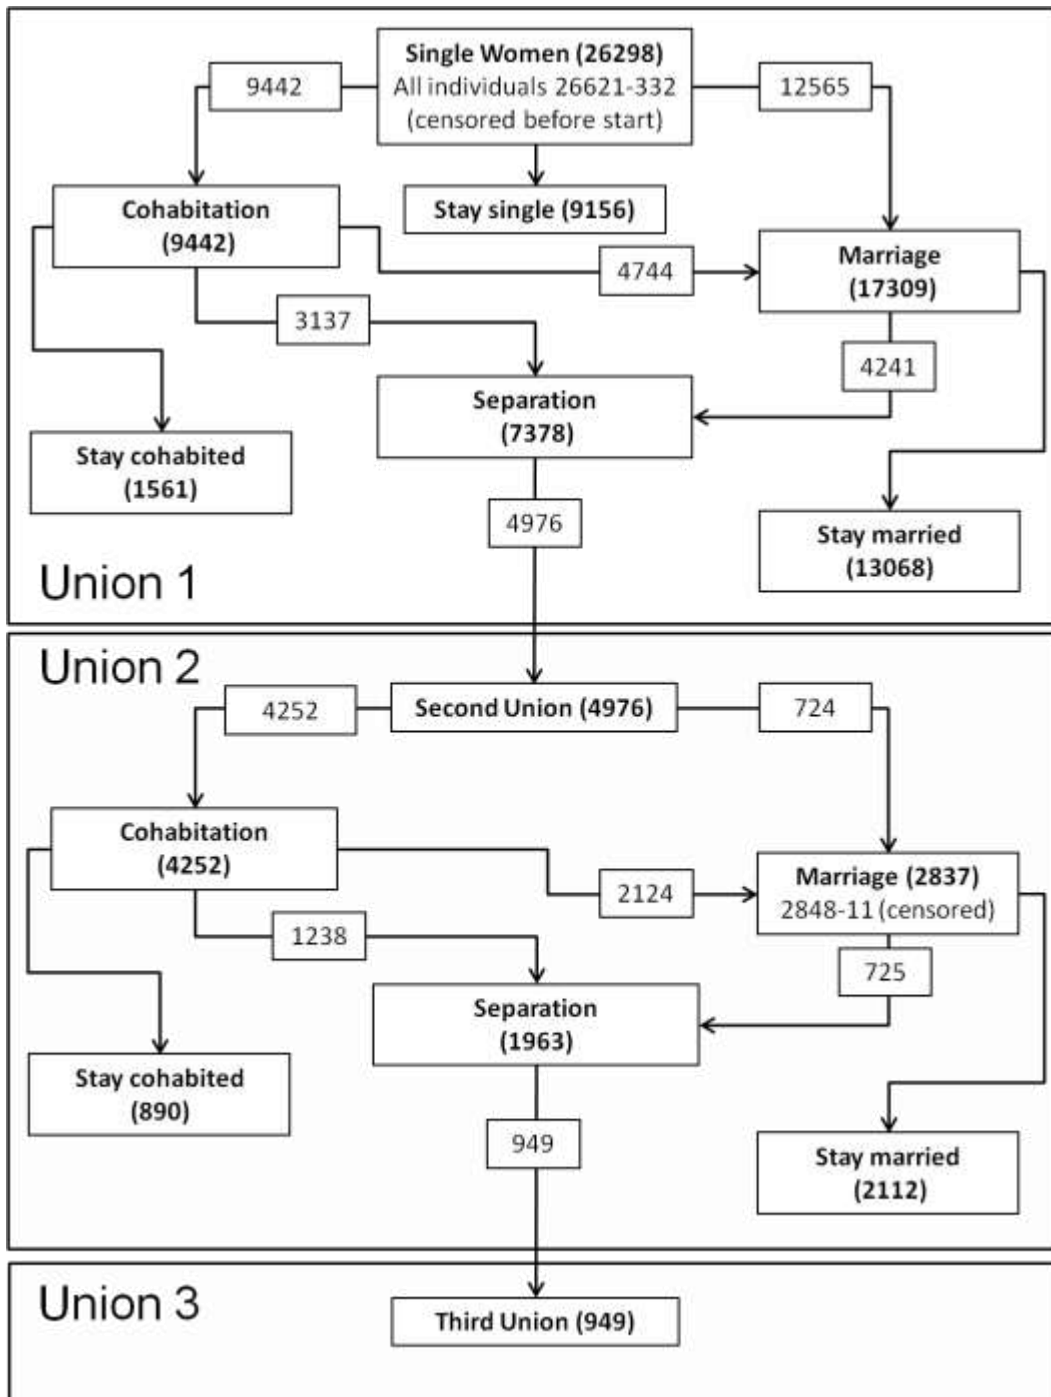 Single Women (26298)
All individuals 26621-332
(censored before start)
9442
12565
Cohabitation
(9442)
Stay single (9156)
4744
Marriage
(17309)
3137
4241
Separation
(7378)
Stay cohabited
(1561)
4976
Stay married
(13068)
Union 1
Union 2
4252
Second Union (4976)
724
Cohabitation
(4252)
2124
Marriage (2837)
2848-11 (censored)
1238
725
Separation
(1963)
Stay cohabited
(890)
949
Stay married
(2112)
Union 3
Third Union (949)